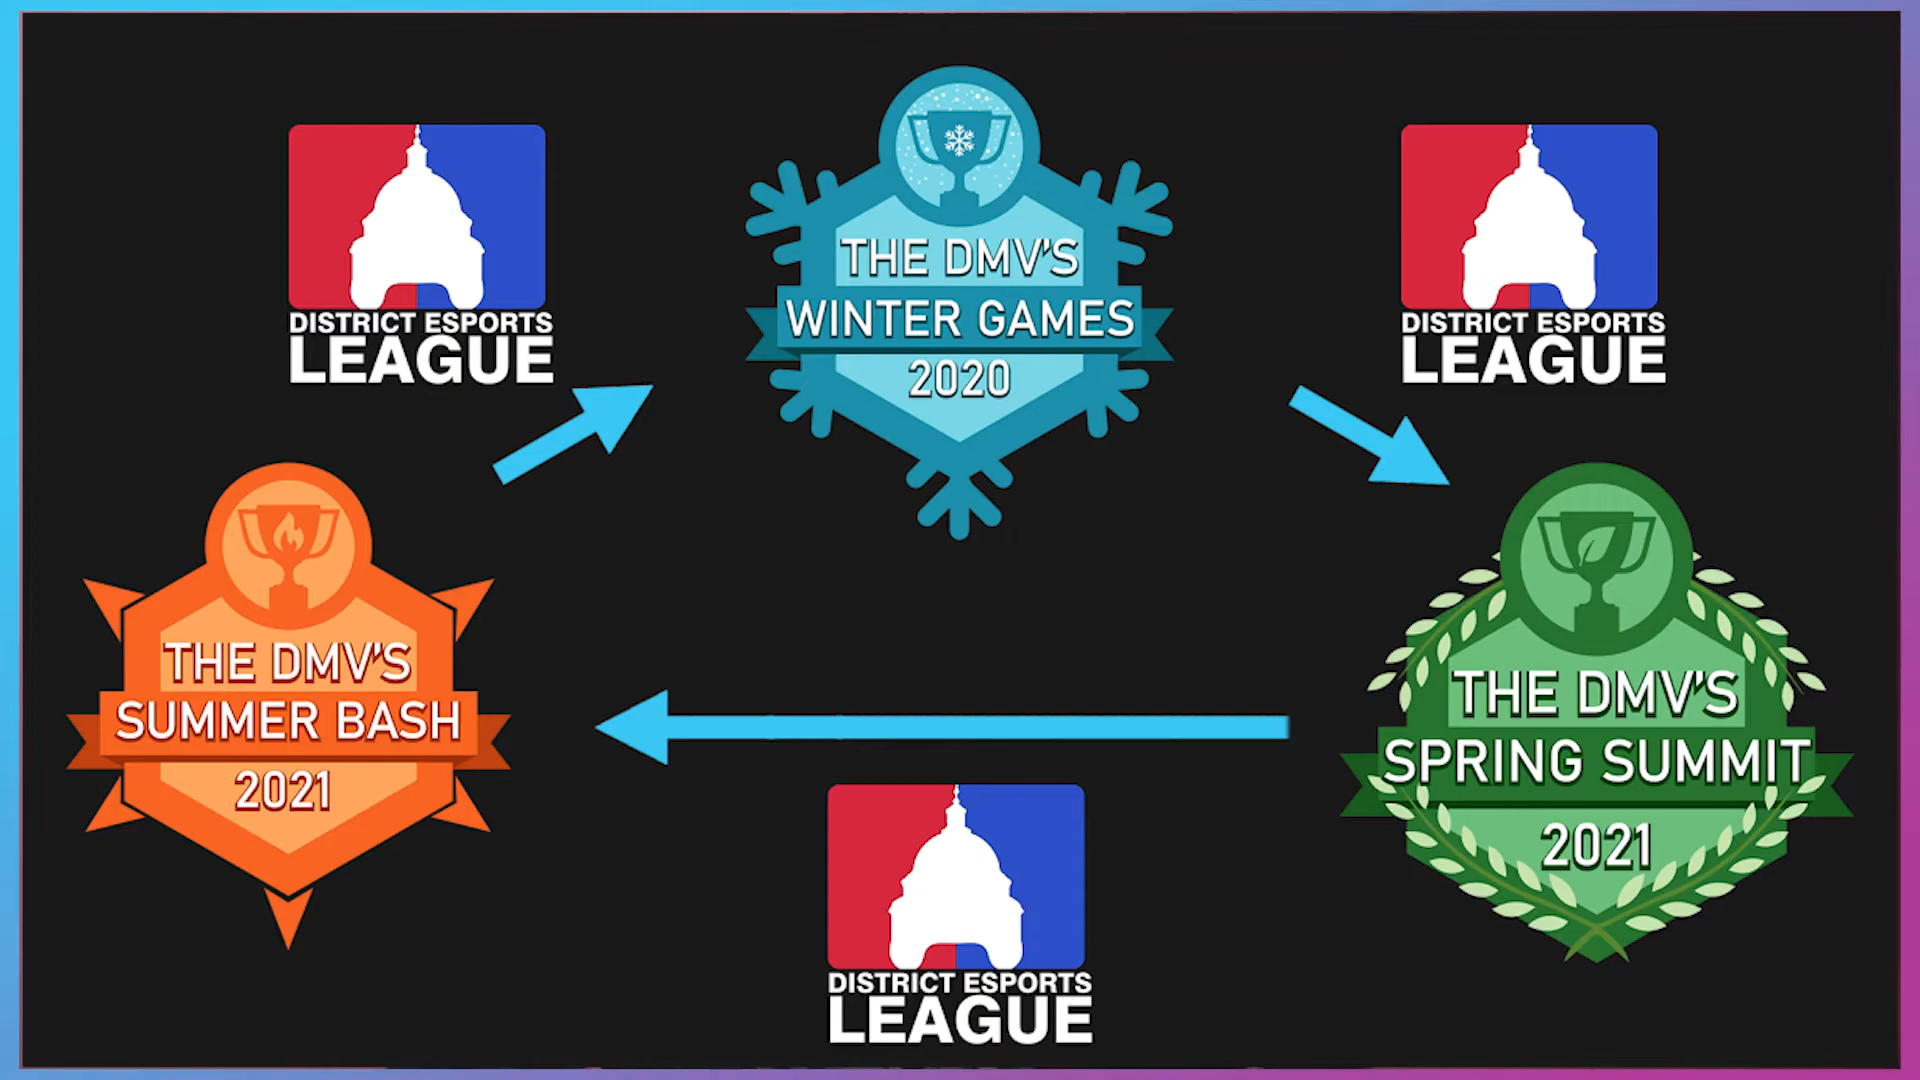 DISTRICT ESPORTS
LEAGUE
THE DMV'S
WINTER GAMES
2020
DISTRICT ESPORTS
LEAGUE
THE DMV'S
SUMMER BASH
2021
THE DMV'S
SPRING SUMMIT
2021
DISTRICT ESPORTS
LEAGUE